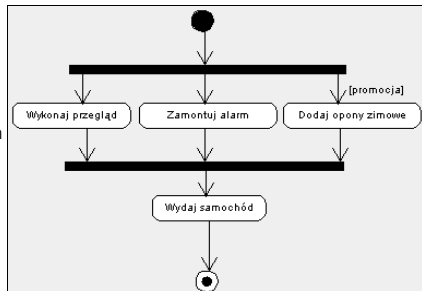 [promocja]
Wykonaj przegląd
Zamontuj alarm
Dodaj opony zimowe
Wydaj samochód